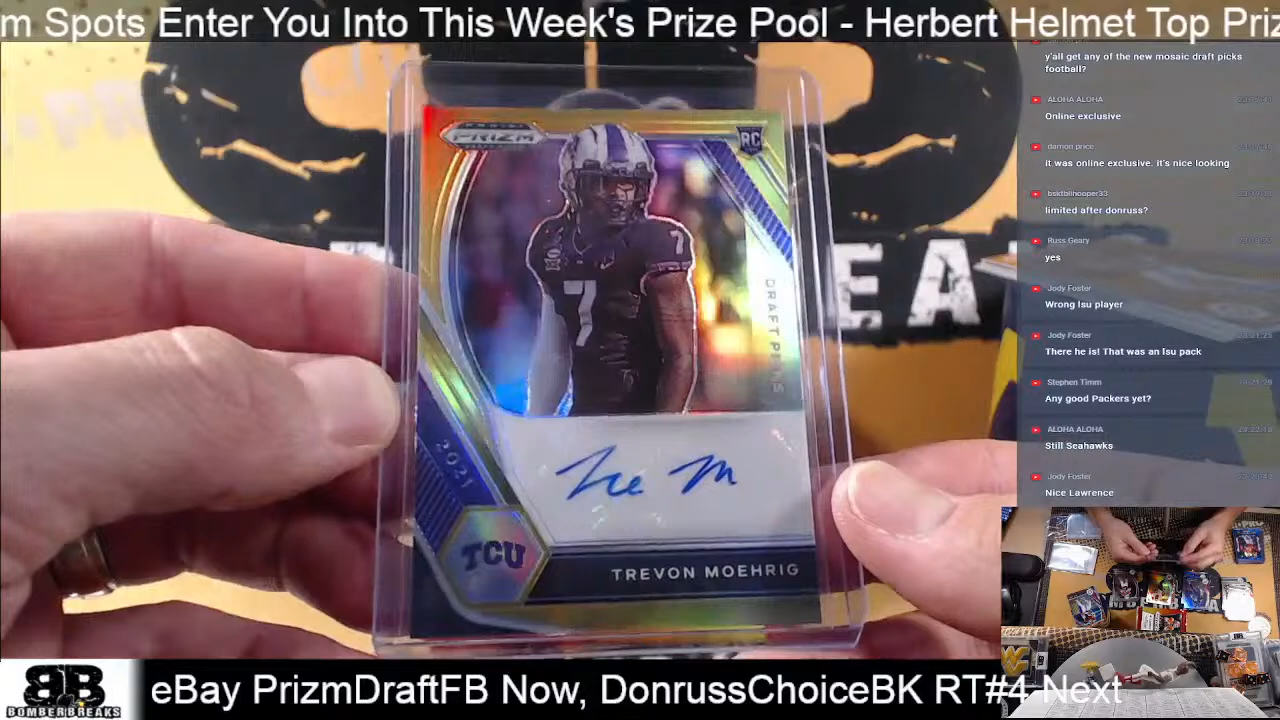 m Spots Enter You Into This Week's Prize Pool - Herbert Helmet Top Priz
y'all get any of the new mosaic draft picks
football?
ALOHA ALOHA
Online exclusive
damon price
it was online exclusive. it's nice looking
bsktbllhooper33
limited after donruss?
Russ Geary
yes
Jody Foster
Wrong lsu player
Jody Foster
There he is! That was an lsu pack
Stephen Timm
Any good Packers yet?
ALOHA ALOHA
Still Seahawks
Jody Foster
Nice Lawrence
PRIZM
RC
7
7
DRAFT PICKS
2021
TCU
TREVON MOEHRIG
BB
BOMBERBREAKS
eBay PrizmDraftFB Now, DonrussChoiceBK RT#4-Next